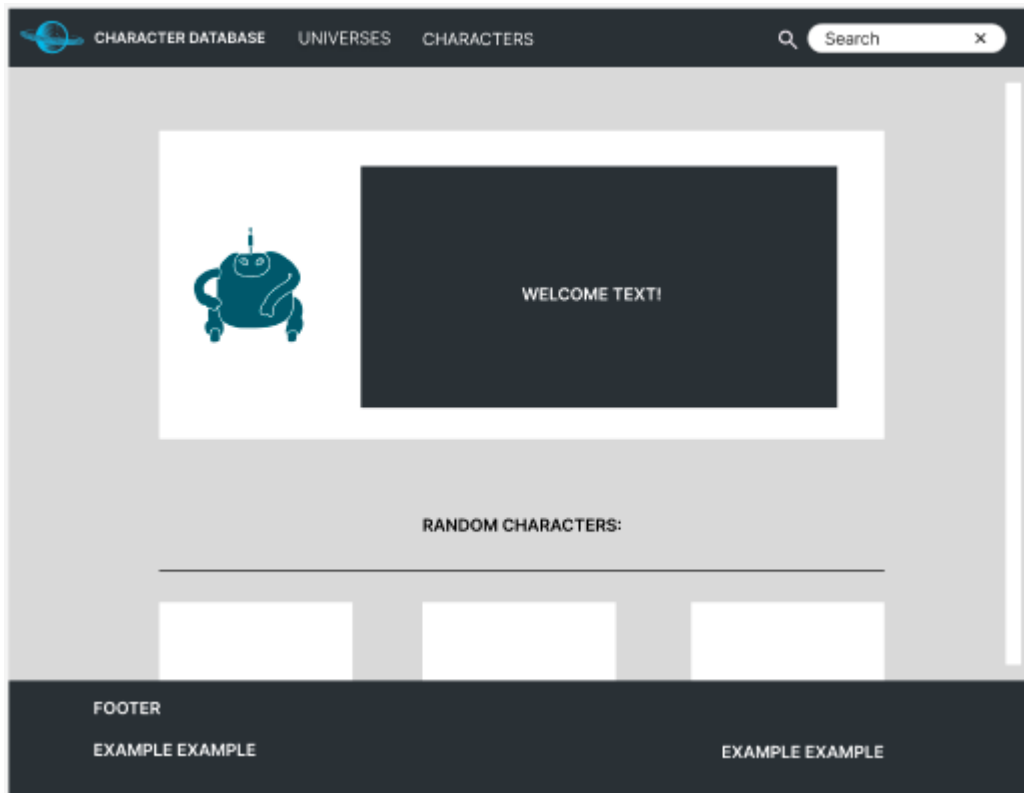 CHARACTER DATABASE UNIVERSES CHARACTERS Search ×
WELCOME TEXT!
RANDOM CHARACTERS:
FOOTER
EXAMPLE EXAMPLE EXAMPLE EXAMPLE